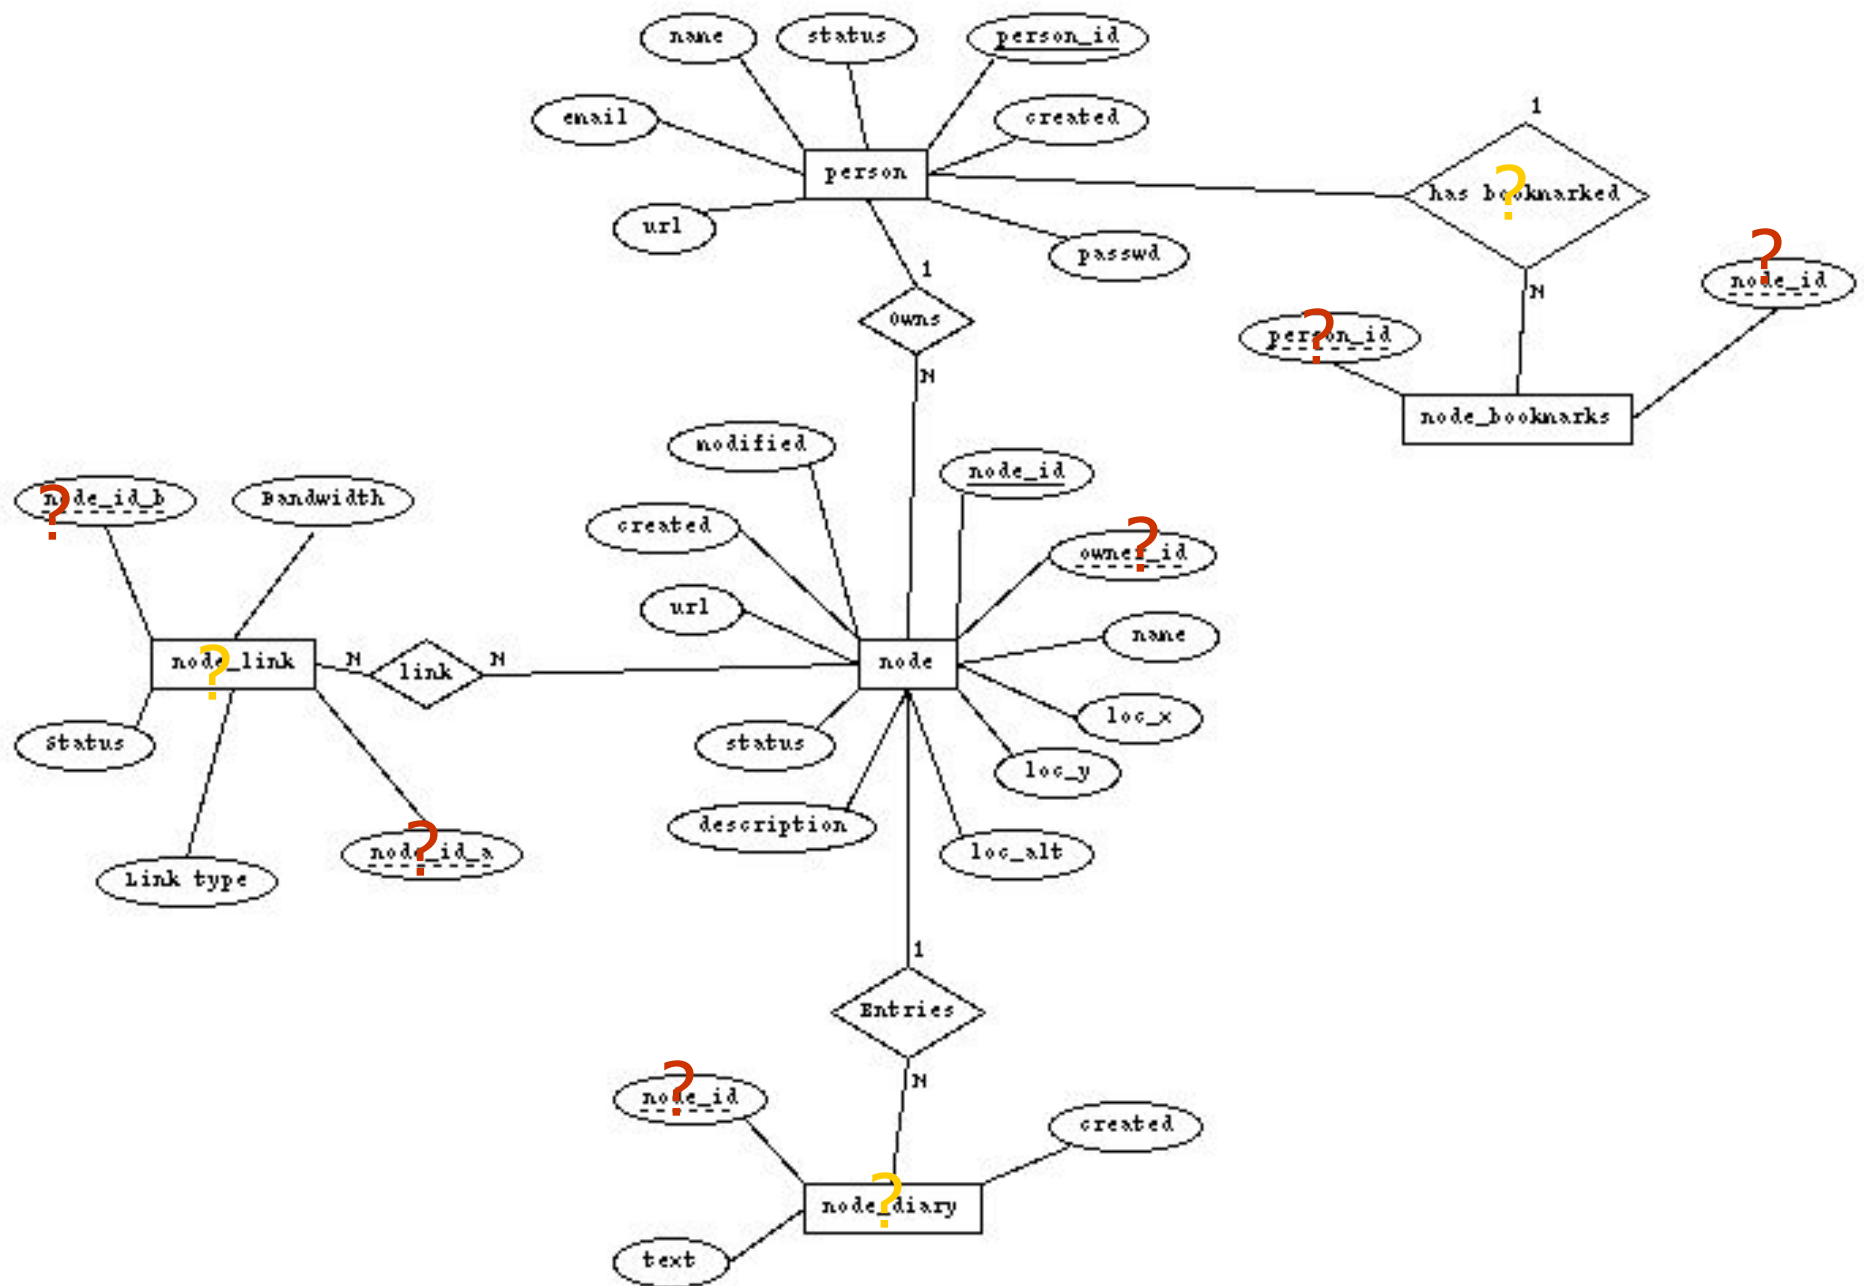 name
status
person_id
email
created
1
person
has bookmarked
?
url
passwd
?
node_id
1
N
owns
?
person_id
N
node_bookmarks
modified
node_id
?
node_id_b
Bandwidth
created
?
owner_id
url
name
node_link
?
N
link
N
node
loc_x
Status
status
loc_y
description
?
node_id_a
loc_alt
Link type
1
Entries
N
?
node_id
created
node_diary
?
text